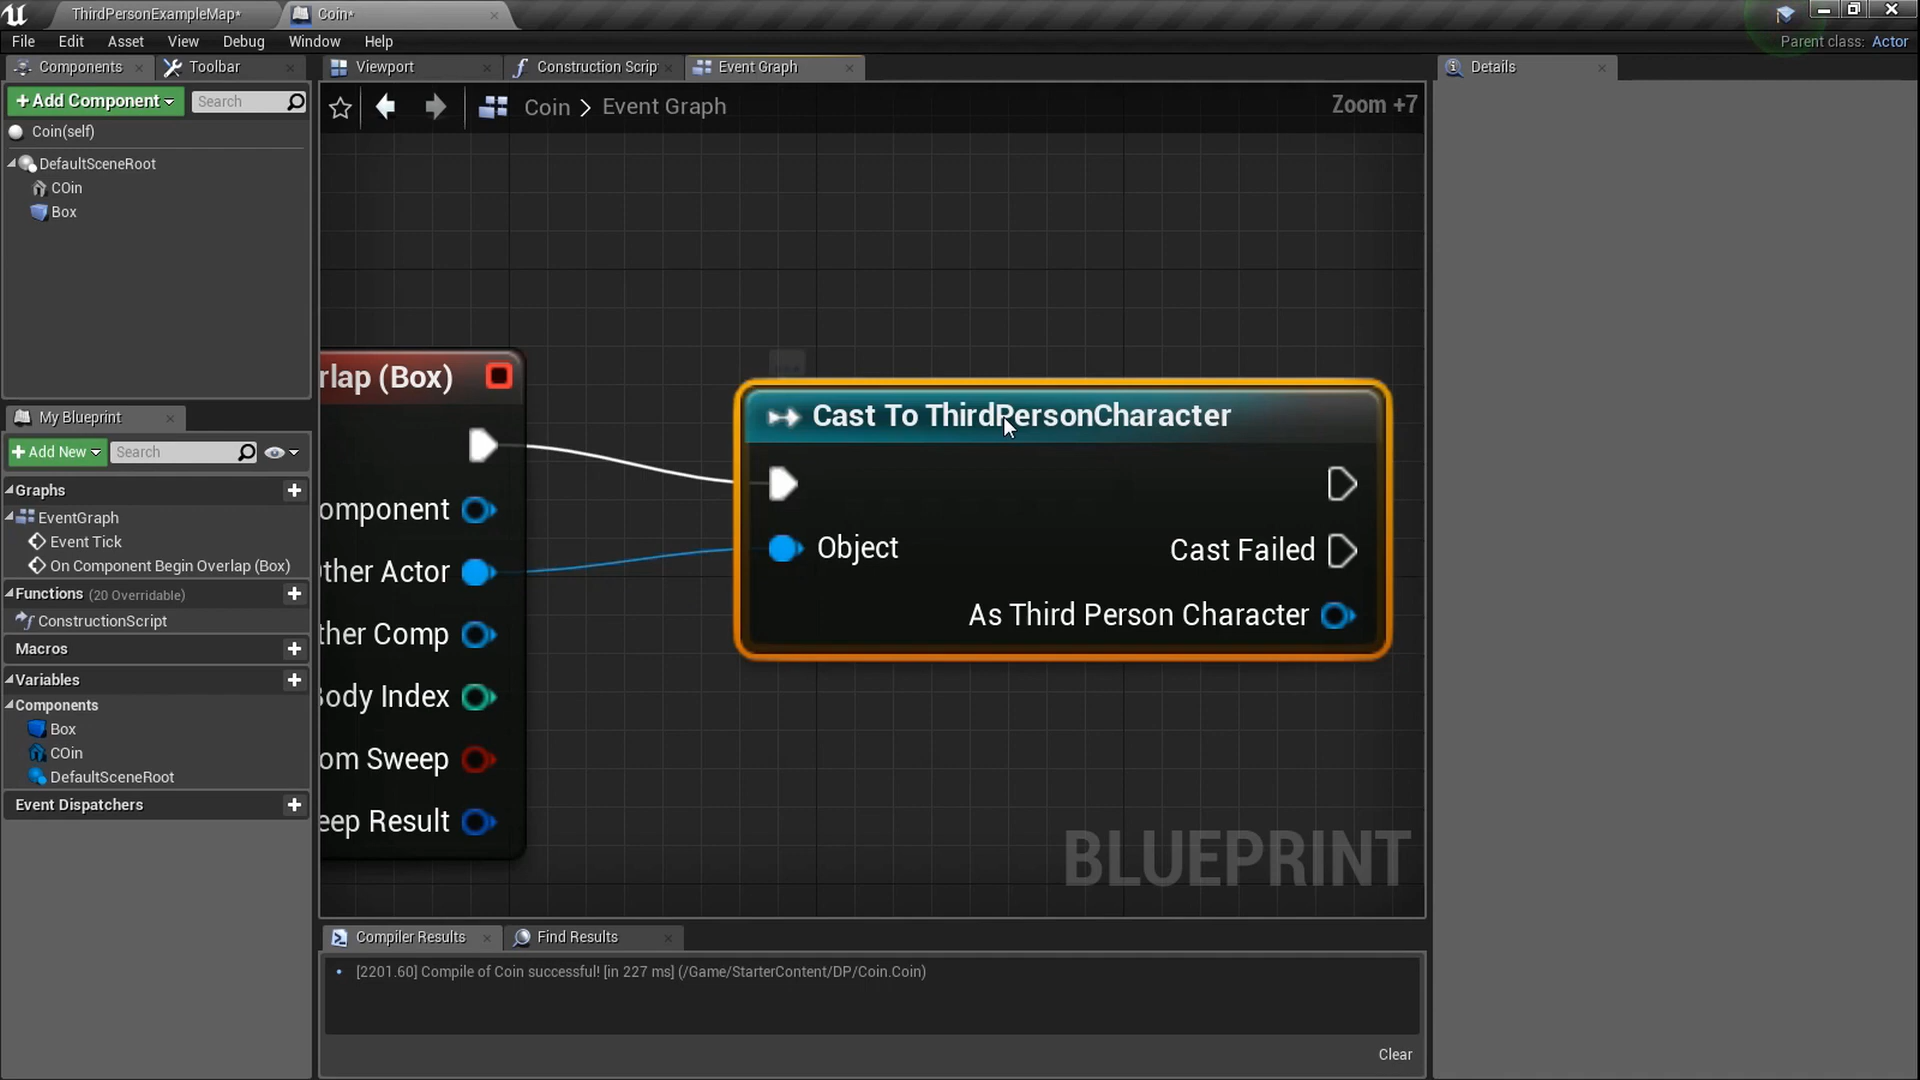 ThirdPersonExampleMap*
Coin*
File Edit Asset View Debug Window Help
Parent class: Actor
Components
Toolbar
Viewport
Construction Scrip
Event Graph
Details
+Add Component
Search
Coin > Event Graph
Zoom +7
Coin(self)
DefaultSceneRoot
COin
Box
rlap (Box)
Cast To ThirdPersonCharacter
My Blueprint
+Add New
Search
Graphs
EventGraph
Event Tick
On Component Begin Overlap (Box)
Functions (20 Overridable)
ConstructionScript
Macros
Variables
Components
Box
COin
DefaultSceneRoot
Event Dispatchers
omponent
ther Actor
ther Comp
Body Index
om Sweep
eep Result
Object
Cast Failed
As Third Person Character
BLUEPRINT
Compiler Results
Find Results
[2201.60] Compile of Coin successful! [in 227 ms] (/Game/StarterContent/DP/Coin.Coin)
Clear